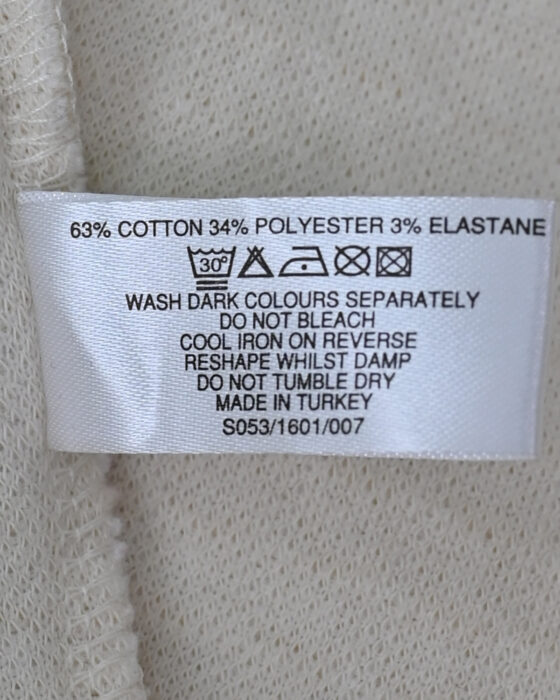 63% COTTON 34% POLYESTER 3% ELASTANE
30°
WASH DARK COLOURS SEPARATELY
DO NOT BLEACH
COOL IRON ON REVERSE
RESHAPE WHILST DAMP
DO NOT TUMBLE DRY
MADE IN TURKEY
S053/1601/007